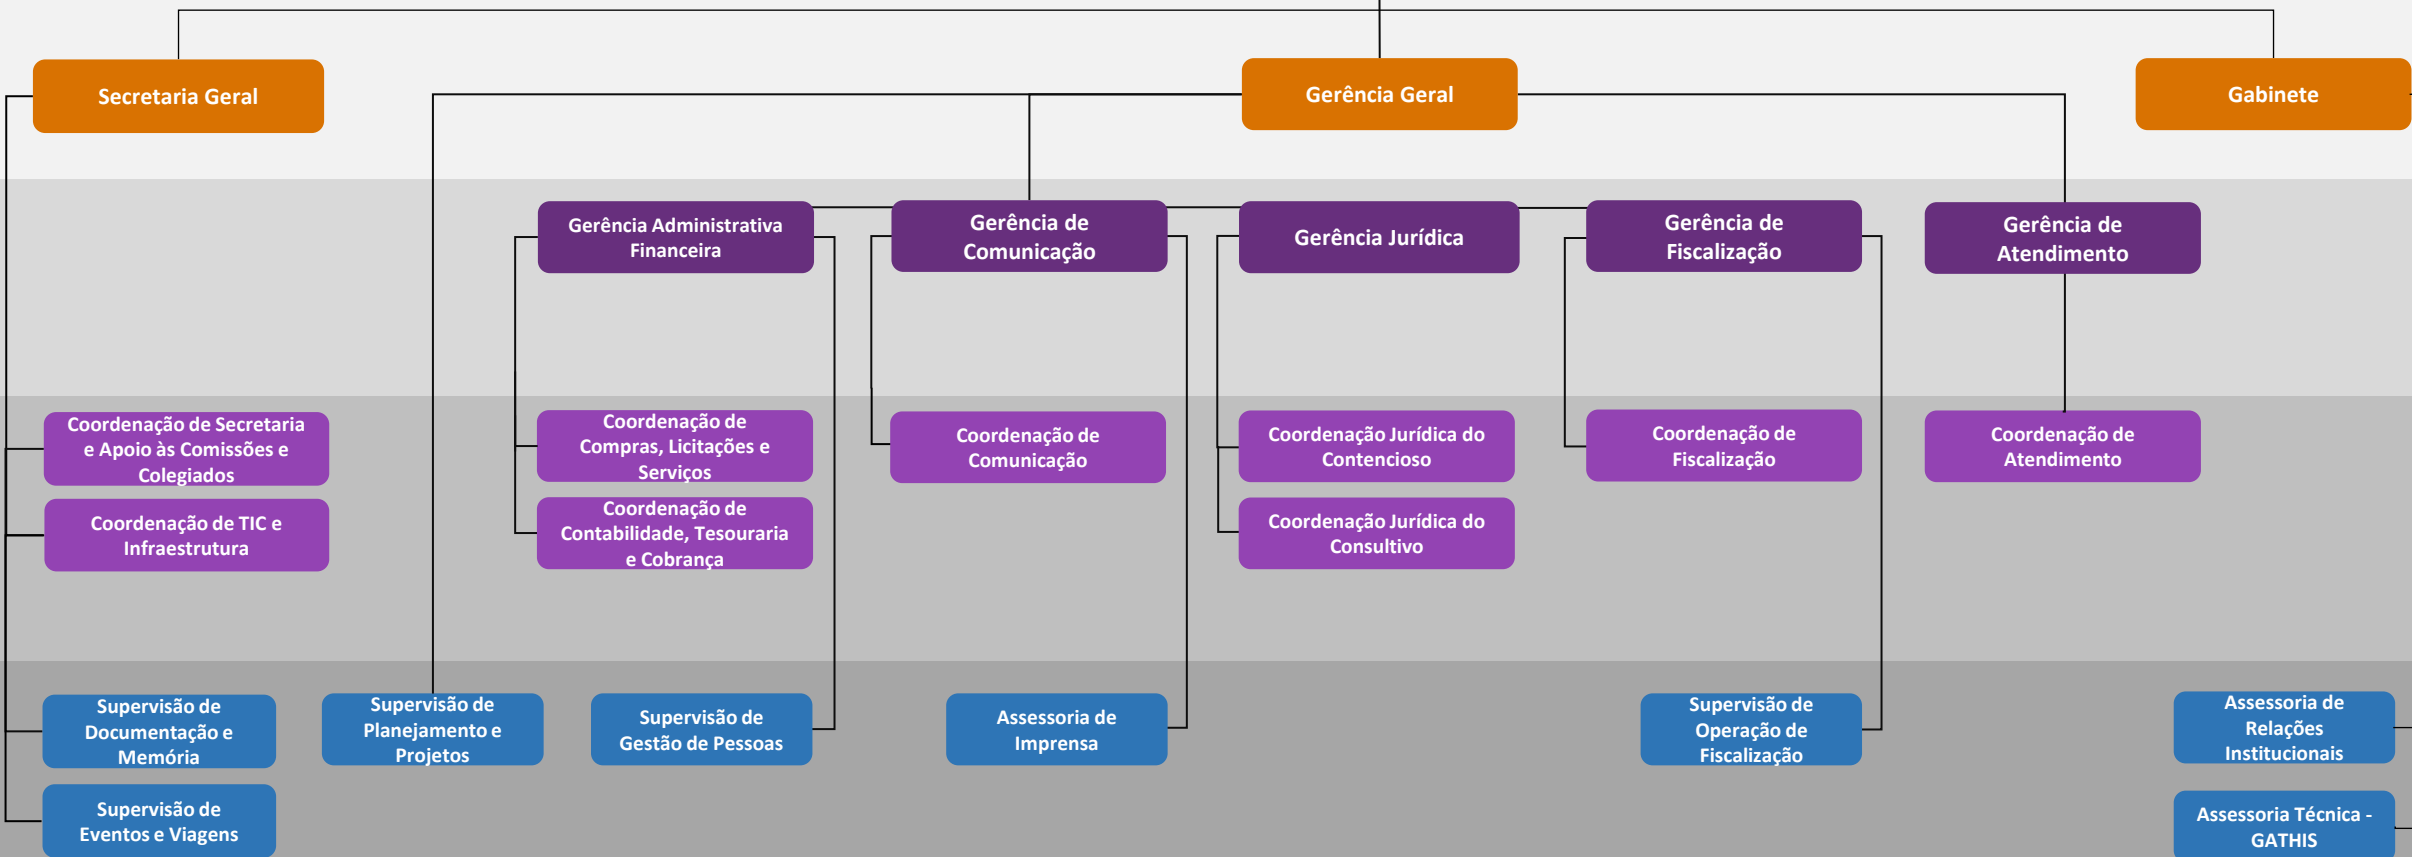 Secretaria Geral
Gerência Geral
Gabinete
Gerência Administrativa
Financeira
Gerência de
Comunicação
Gerência Jurídica
Gerência de
Fiscalização
Gerência de
Atendimento
Coordenação de Secretaria
e Apoio às Comissões e
Colegiados
Coordenação de
Compras, Licitações e
Serviços
Coordenação de
Comunicação
Coordenação Jurídica do
Contencioso
Coordenação de
Fiscalização
Coordenação de
Atendimento
Coordenação de TIC e
Infraestrutura
Coordenação de
Contabilidade, Tesouraria
e Cobrança
Coordenação Jurídica do
Consultivo
Supervisão de
Documentação e
Memória
Supervisão de
Planejamento e
Projetos
Supervisão de
Gestão de Pessoas
Assessoria de
Imprensa
Supervisão de
Operação de
Fiscalização
Assessoria de
Relações
Institucionais
Supervisão de
Eventos e Viagens
Assessoria Técnica -
GATHIS